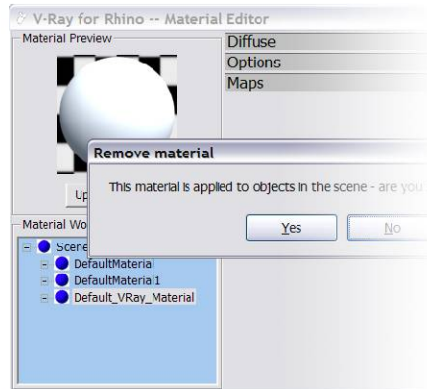 V-Ray for Rhino -- Material Editor
Material Preview
Diffuse
Options
Maps
Remove material
This material is applied to objects in the scene - are you
Up
Yes
No
Material Wo
Scene
DefaultMaterial
DefaultMaterial1
Default_VRay_Material